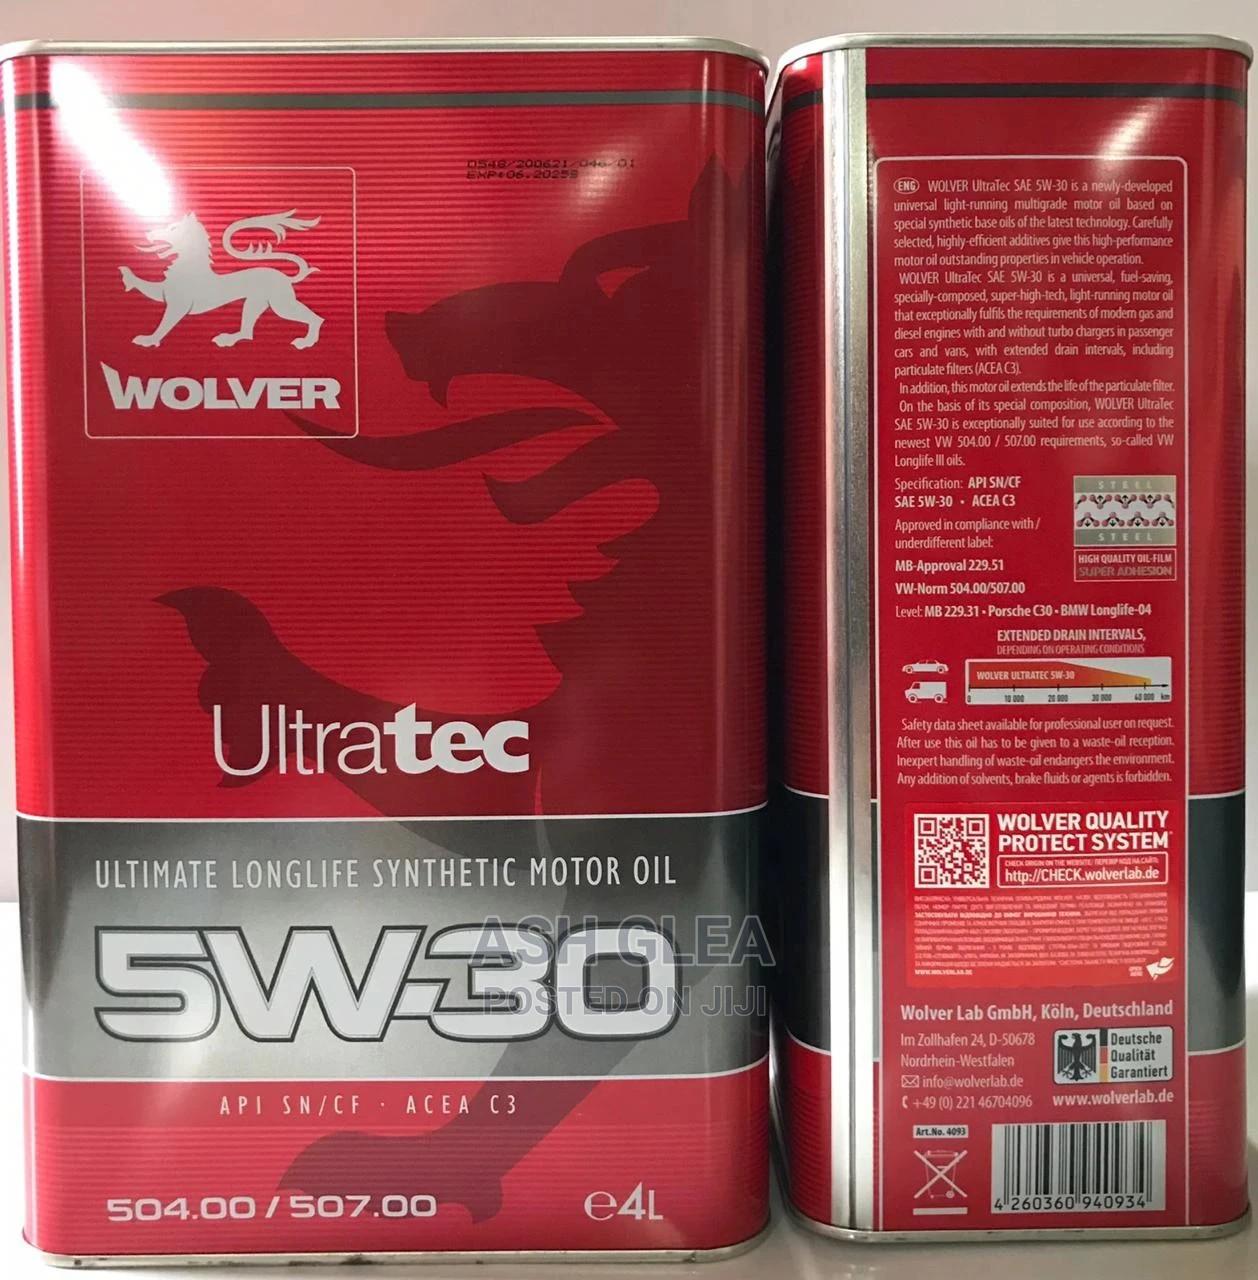 0548/200621/046/01
EXP:06.2025
WOLVER
Ultratec
ULTIMATE LONGLIFE SYNTHETIC MOTOR OIL
5W-30
API SN/CF · ACEA C3
504.00 / 507.00
e4L
ASH GLEA
POSTED ON JIJI
ENG WOLVER UltraTec SAE 5W-30 is a newly-developed
universal light-running multigrade motor oil based on
special synthetic base oils of the latest technology. Carefully
selected, highly-efficient additives give this high-performance
motor oil outstanding properties in vehicle operation.
WOLVER UltraTec SAE 5W-30 is a universal, fuel-saving,
specially-composed, super-high-tech, light-running motor oil
that exceptionally fulfils the requirements of modern gas and
diesel engines with and without turbo chargers in passenger
cars and vans, with extended drain intervals, including
particulate filters (ACEA C3).
In addition, this motor oil extends the life of the particulate filter.
On the basis of its special composition, WOLVER UltraTec
SAE 5W-30 is exceptionally suited for use according to the
newest VW 504.00 / 507.00 requirements, so-called VW
Longlife III oils.
Specification: API SN/CF
SAE 5W-30 · ACEA C3
Approved in compliance with /
underdifferent label:
MB-Approval 229.51
VW-Norm 504.00/507.00
STEEL
STEEL
HIGH QUALITY OIL-FILM
SUPER ADHESION
Level: MB 229.31 · Porsche C30 · BMW Longlife-04
EXTENDED DRAIN INTERVALS,
DEPENDING ON OPERATING CONDITIONS
WOLVER ULTRATEC 5W-30
0 10 000 20 000 30 000 40 000 km
Safety data sheet available for professional user on request.
After use this oil has to be given to a waste-oil reception.
Inexpert handling of waste-oil endangers the environment.
Any addition of solvents, brake fluids or agents is forbidden.
WOLVER QUALITY
PROTECT SYSTEM
CHECK ORIGIN ON THE WEBSITE/ ПЕРЕВІР КОД НА САЙТІ:
http://CHECK.wolverlab.de
WWW.WOLVERLAB.DE
OPEN
HERE
Wolver Lab GmbH, Köln, Deutschland
Im Zollhafen 24, D-50678
Nordrhein-Westfalen
info@wolverlab.de
+49 (0) 221 46704096
Deutsche
Qualität
Garantiert
www.wolverlab.de
Art.No. 4093
4 260360 940934